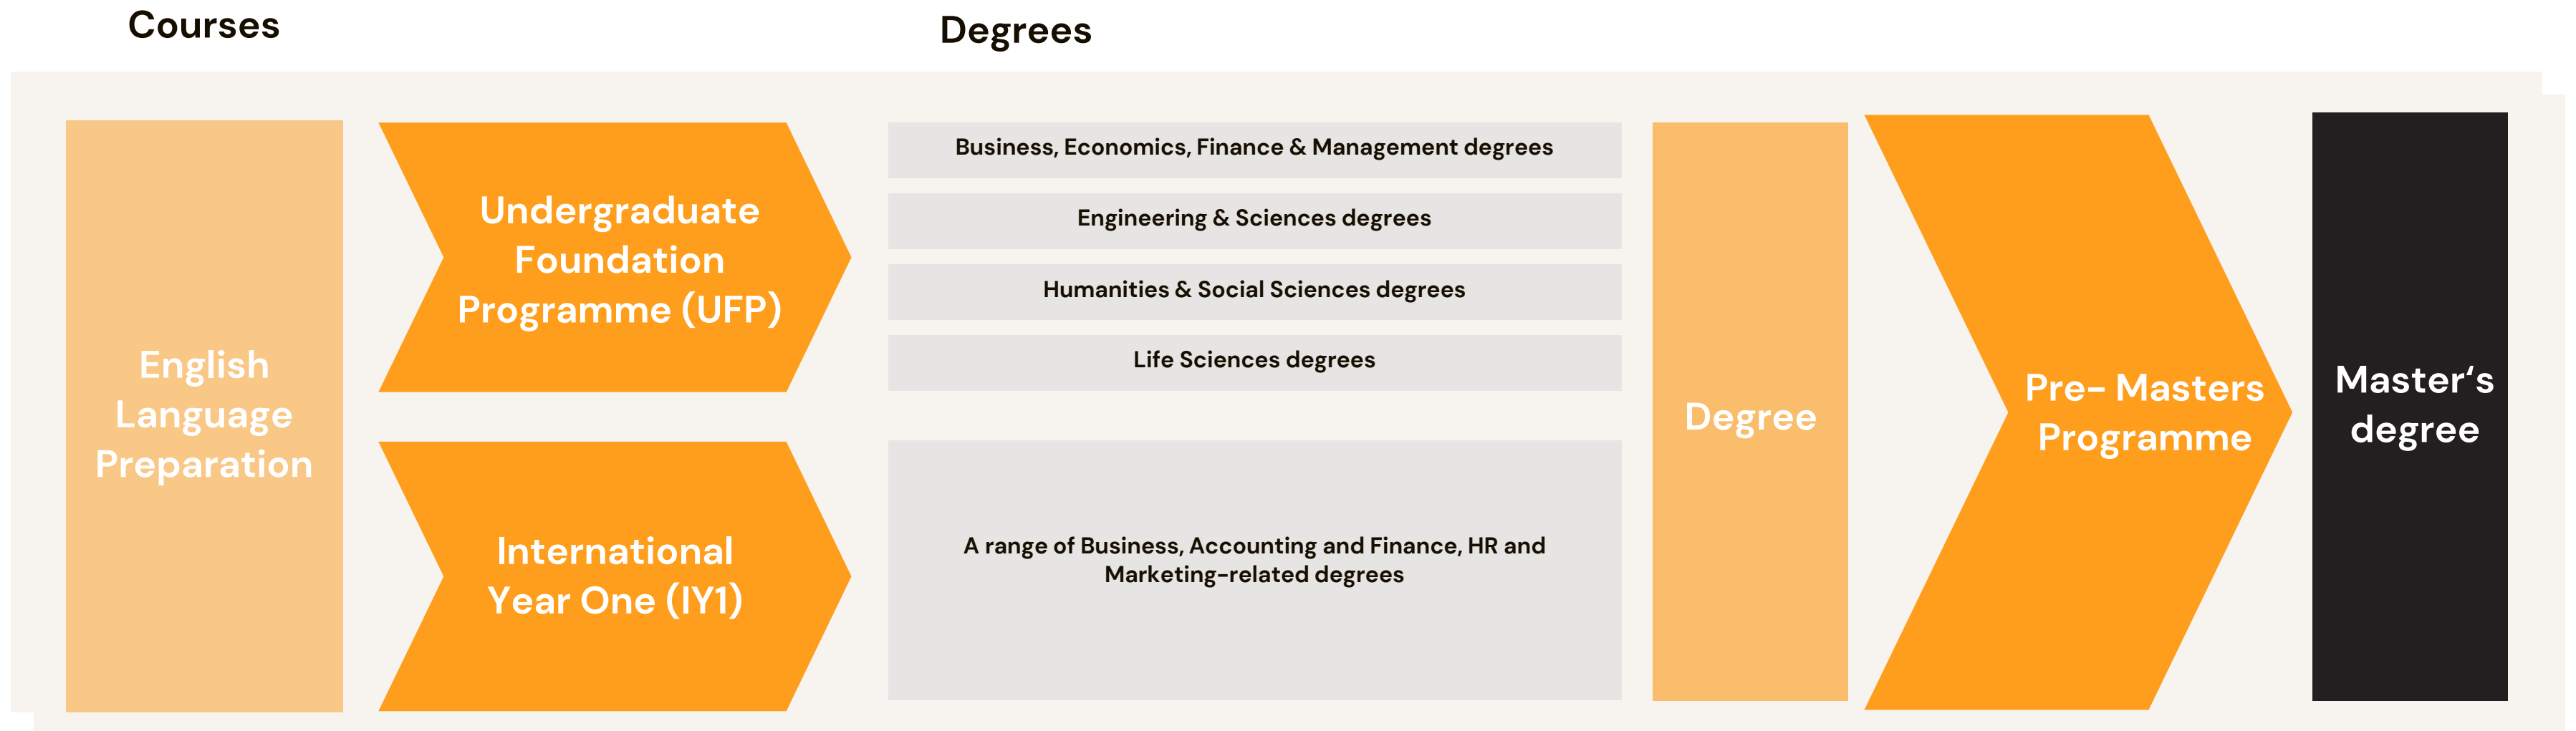 Courses
Degrees
English
Language
Preparation
Undergraduate
Foundation
Programme (UFP)
International
Year One (IY1)
Business, Economics, Finance & Management degrees
Engineering & Sciences degrees
Humanities & Social Sciences degrees
Life Sciences degrees
A range of Business, Accounting and Finance, HR and
Marketing-related degrees
Degree
Pre- Masters
Programme
Master‘s
degree